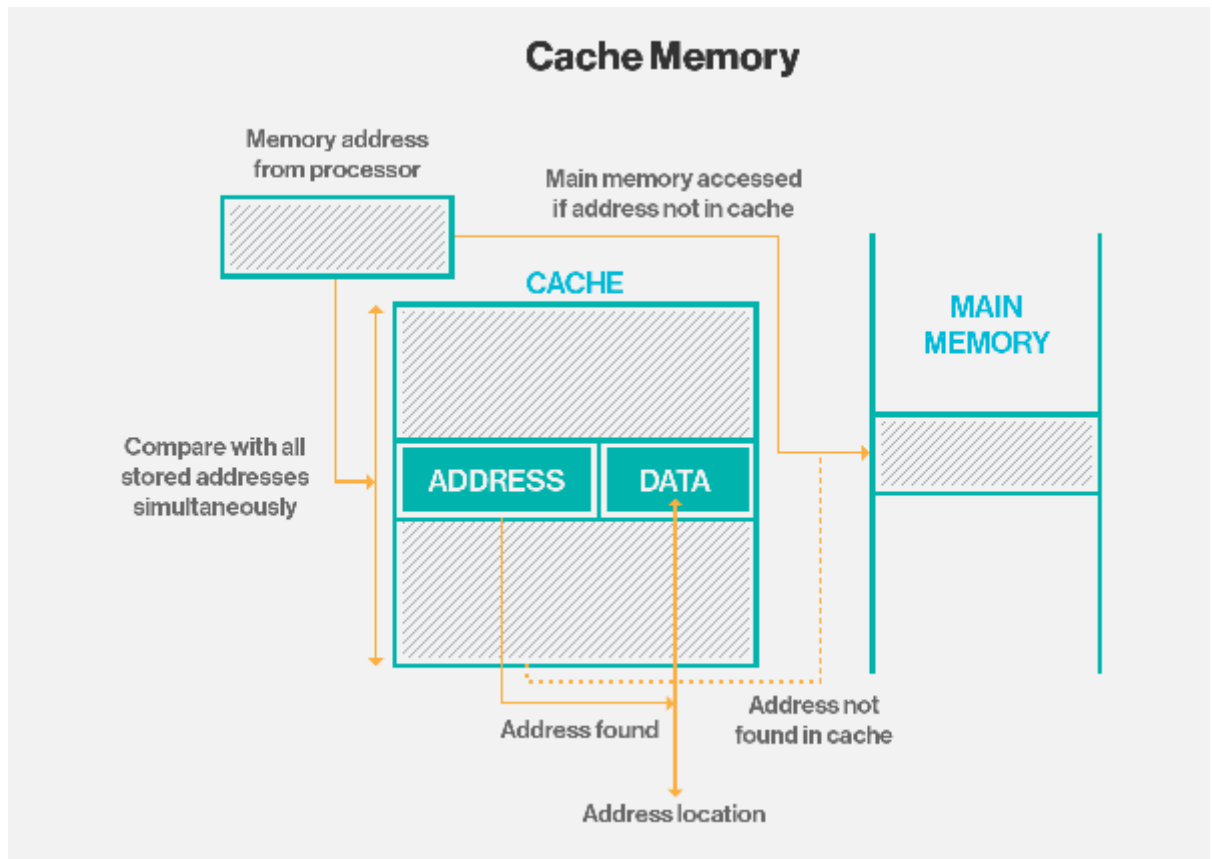 Cache Memory
Memory address
from processor
Main memory accessed
if address not in cache
CACHE
MAIN
MEMORY
Compare with all
stored addresses
simultaneously
ADDRESS
DATA
Address found
Address not
found in cache
Address location